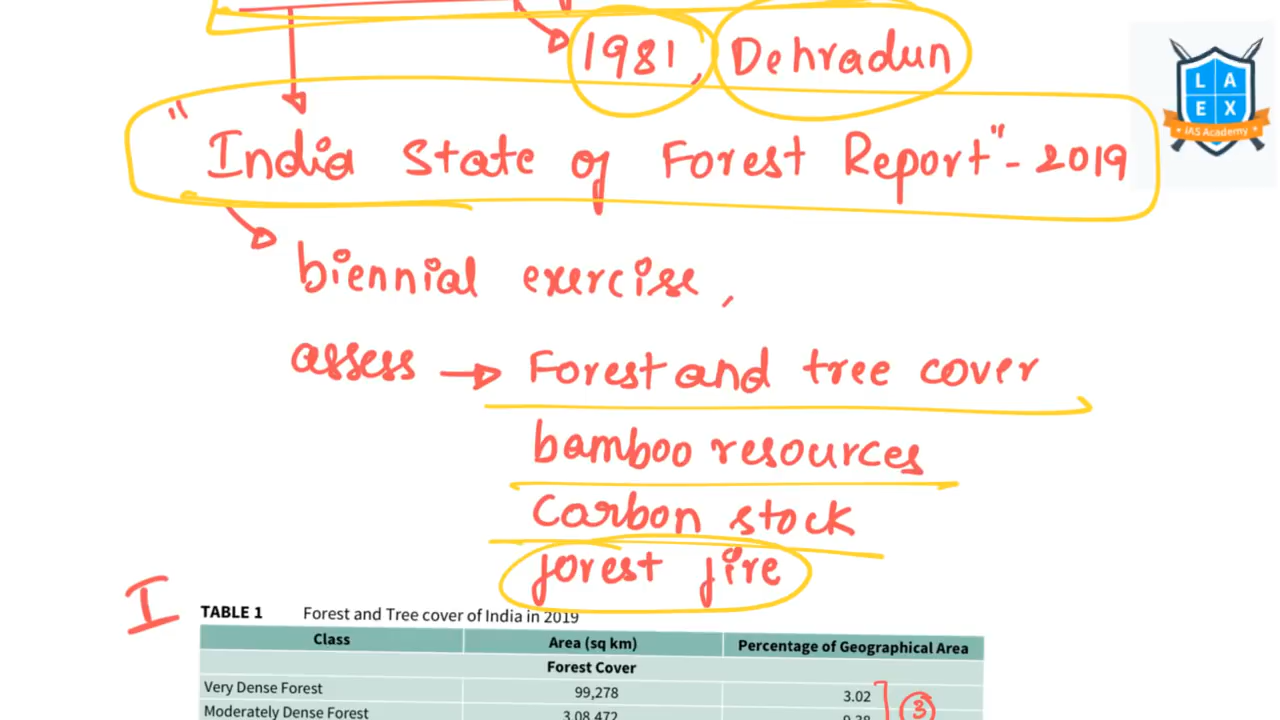 1981, Dehradun
L A
E X
IAS Academy
"India State of Forest Report" - 2019
biennial exercise,
assess → Forest and tree cover
bamboo resources
Carbon stock
forest fire
I
TABLE 1 Forest and Tree cover of India in 2019
Class Area (sq km) Percentage of Geographical Area
Forest Cover
Very Dense Forest 99,278 3.02
Moderately Dense Forest 3,08,472 9.38
3